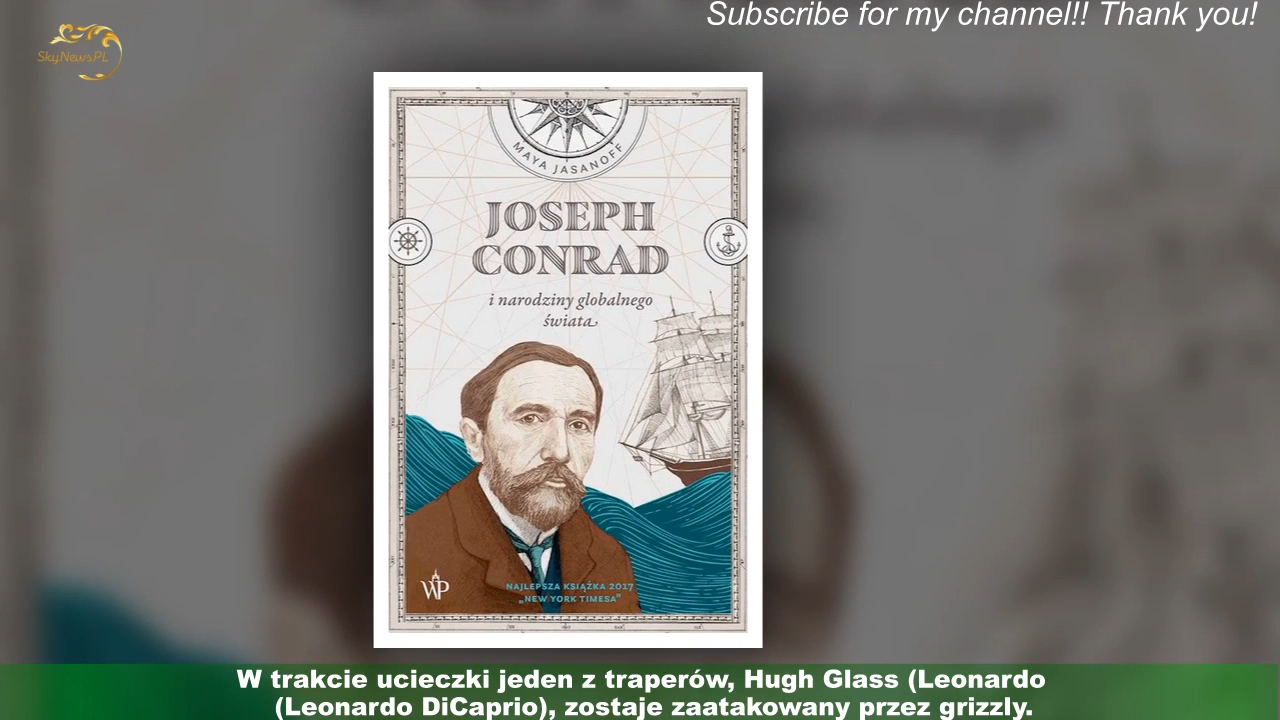 Subscribe for my channel!! Thank you!
SkyNewsPL
MAYA JASANOFF
JOSEPH
CONRAD
i narodziny globalnego
świata
WP
NAJLEPSZA KSIĄŻKA 2017
„NEW YORK TIMESA”
W trakcie ucieczki jeden z traperów, Hugh Glass (Leonardo
(Leonardo DiCaprio), zostaje zaatakowany przez grizzly.